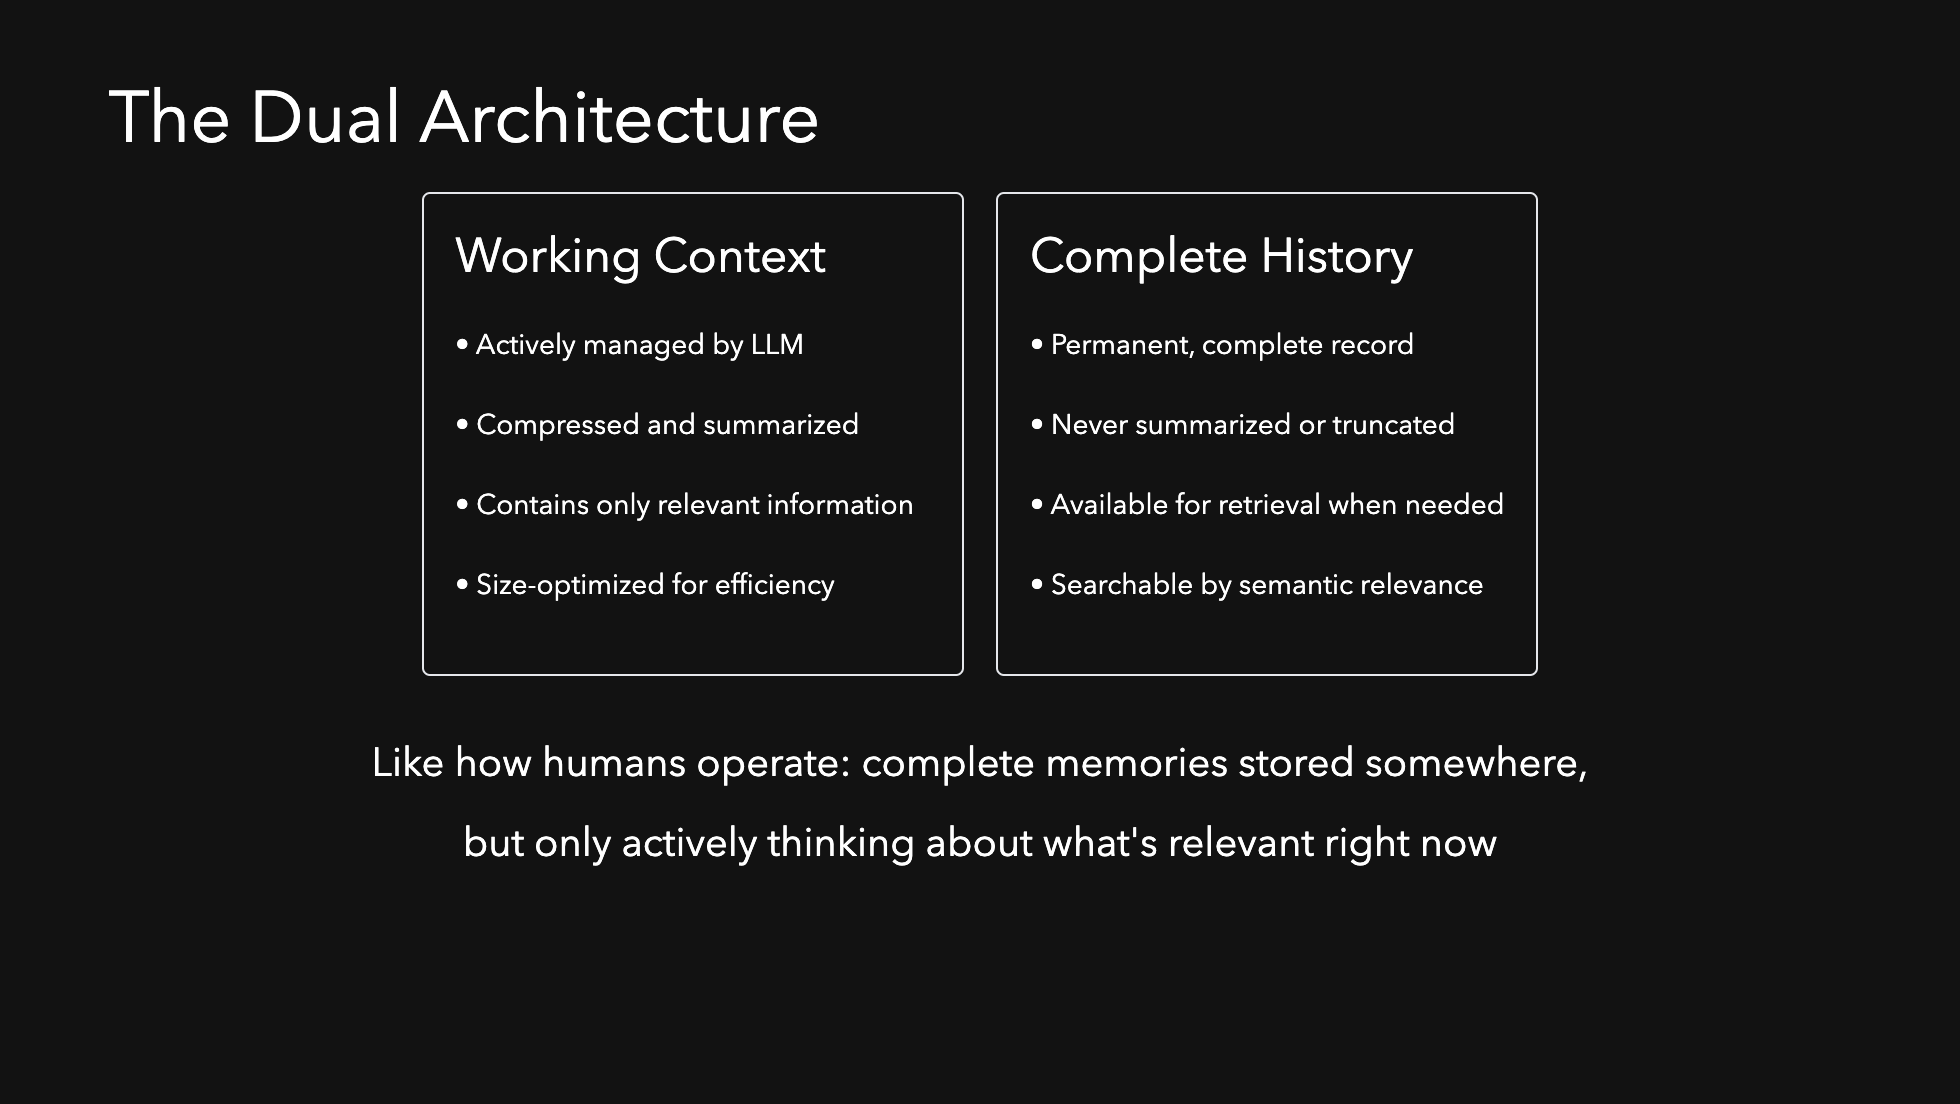 The Dual Architecture
Working Context
• Actively managed by LLM
• Compressed and summarized
• Contains only relevant information
• Size-optimized for efficiency
Complete History
• Permanent, complete record
• Never summarized or truncated
• Available for retrieval when needed
• Searchable by semantic relevance
Like how humans operate: complete memories stored somewhere,
but only actively thinking about what's relevant right now